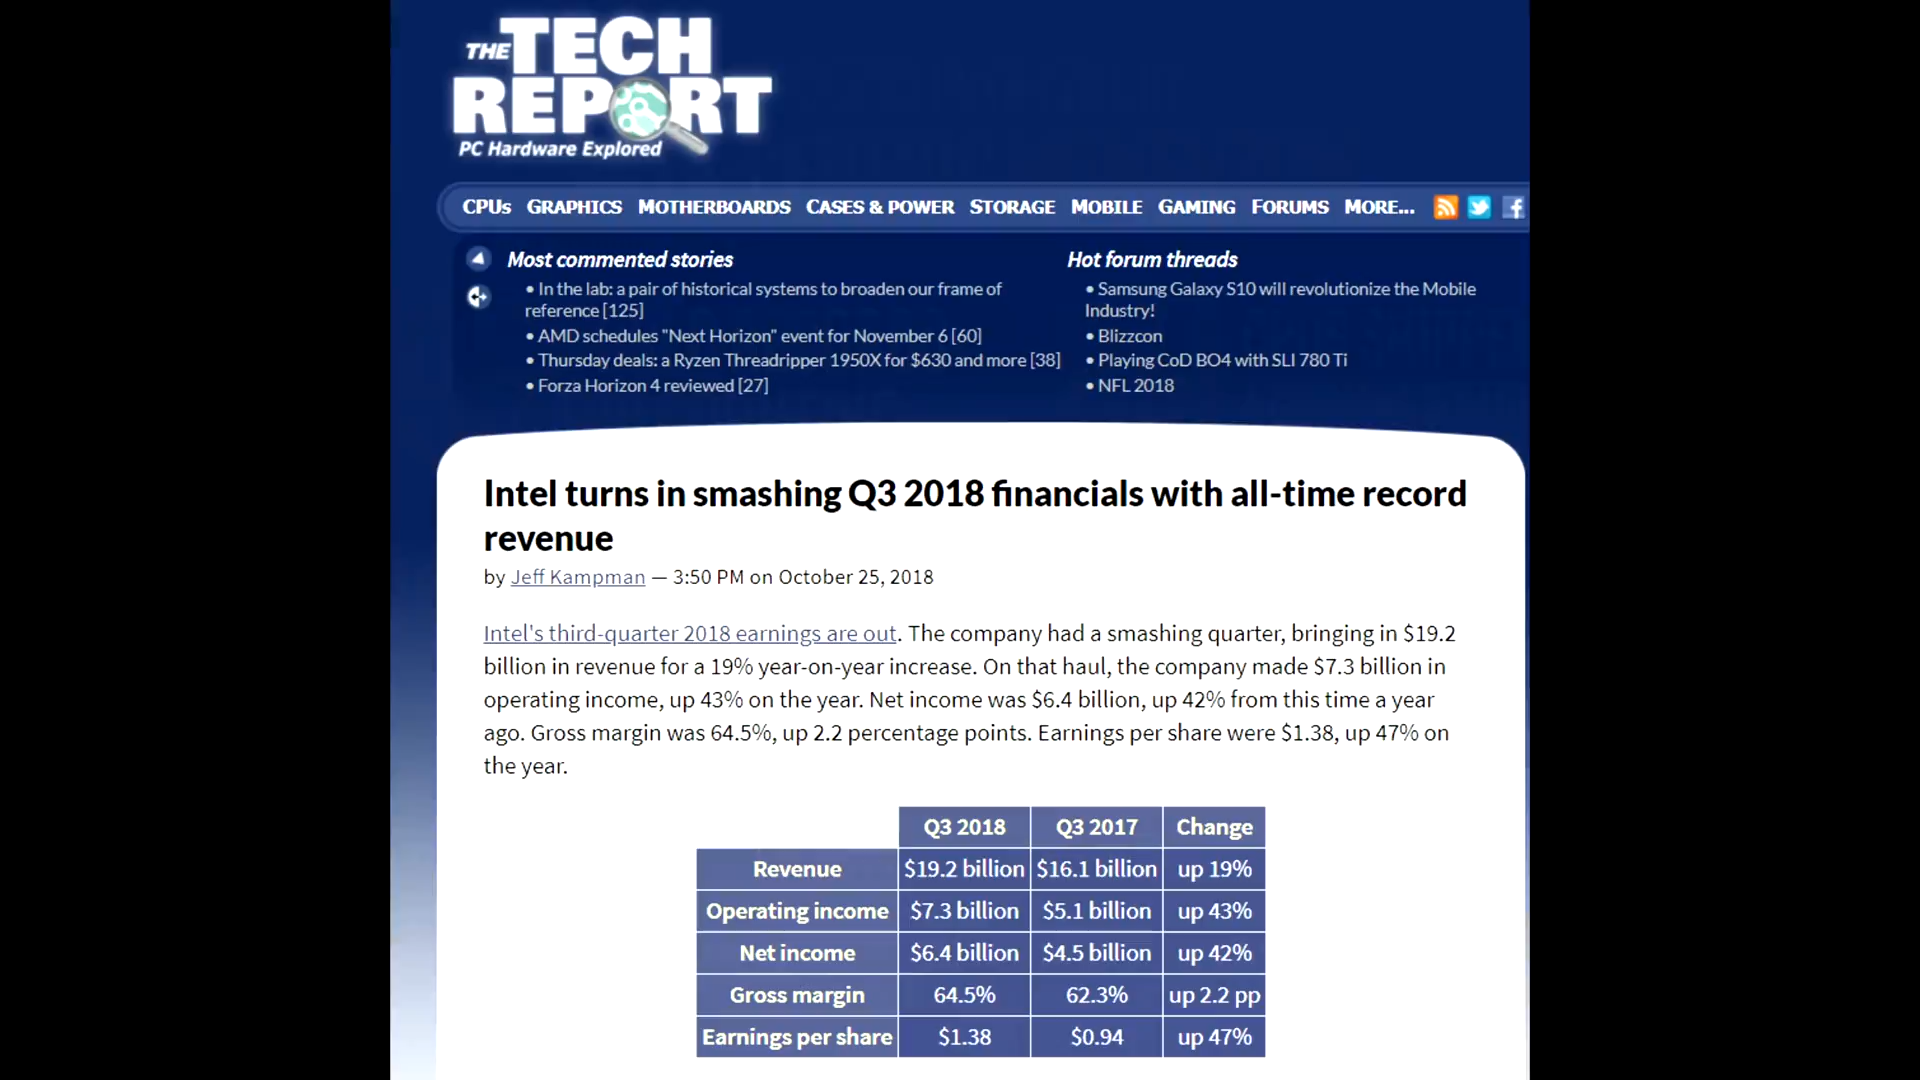 THE TECH
REPORT
PC Hardware Explored
CPUs GRAPHICS MOTHERBOARDS CASES & POWER STORAGE MOBILE GAMING FORUMS MORE...
Most commented stories
• In the lab: a pair of historical systems to broaden our frame of
reference [125]
• AMD schedules "Next Horizon" event for November 6 [60]
• Thursday deals: a Ryzen Threadripper 1950X for $630 and more [38]
• Forza Horizon 4 reviewed [27]
Hot forum threads
• Samsung Galaxy S10 will revolutionize the Mobile
Industry!
• Blizzcon
• Playing CoD BO4 with SLI 780 Ti
• NFL 2018
Intel turns in smashing Q3 2018 financials with all-time record
revenue
by Jeff Kampman — 3:50 PM on October 25, 2018
Intel's third-quarter 2018 earnings are out. The company had a smashing quarter, bringing in $19.2
billion in revenue for a 19% year-on-year increase. On that haul, the company made $7.3 billion in
operating income, up 43% on the year. Net income was $6.4 billion, up 42% from this time a year
ago. Gross margin was 64.5%, up 2.2 percentage points. Earnings per share were $1.38, up 47% on
the year.
Q3 2018 Q3 2017 Change
Revenue $19.2 billion $16.1 billion up 19%
Operating income $7.3 billion $5.1 billion up 43%
Net income $6.4 billion $4.5 billion up 42%
Gross margin 64.5% 62.3% up 2.2 pp
Earnings per share $1.38 $0.94 up 47%